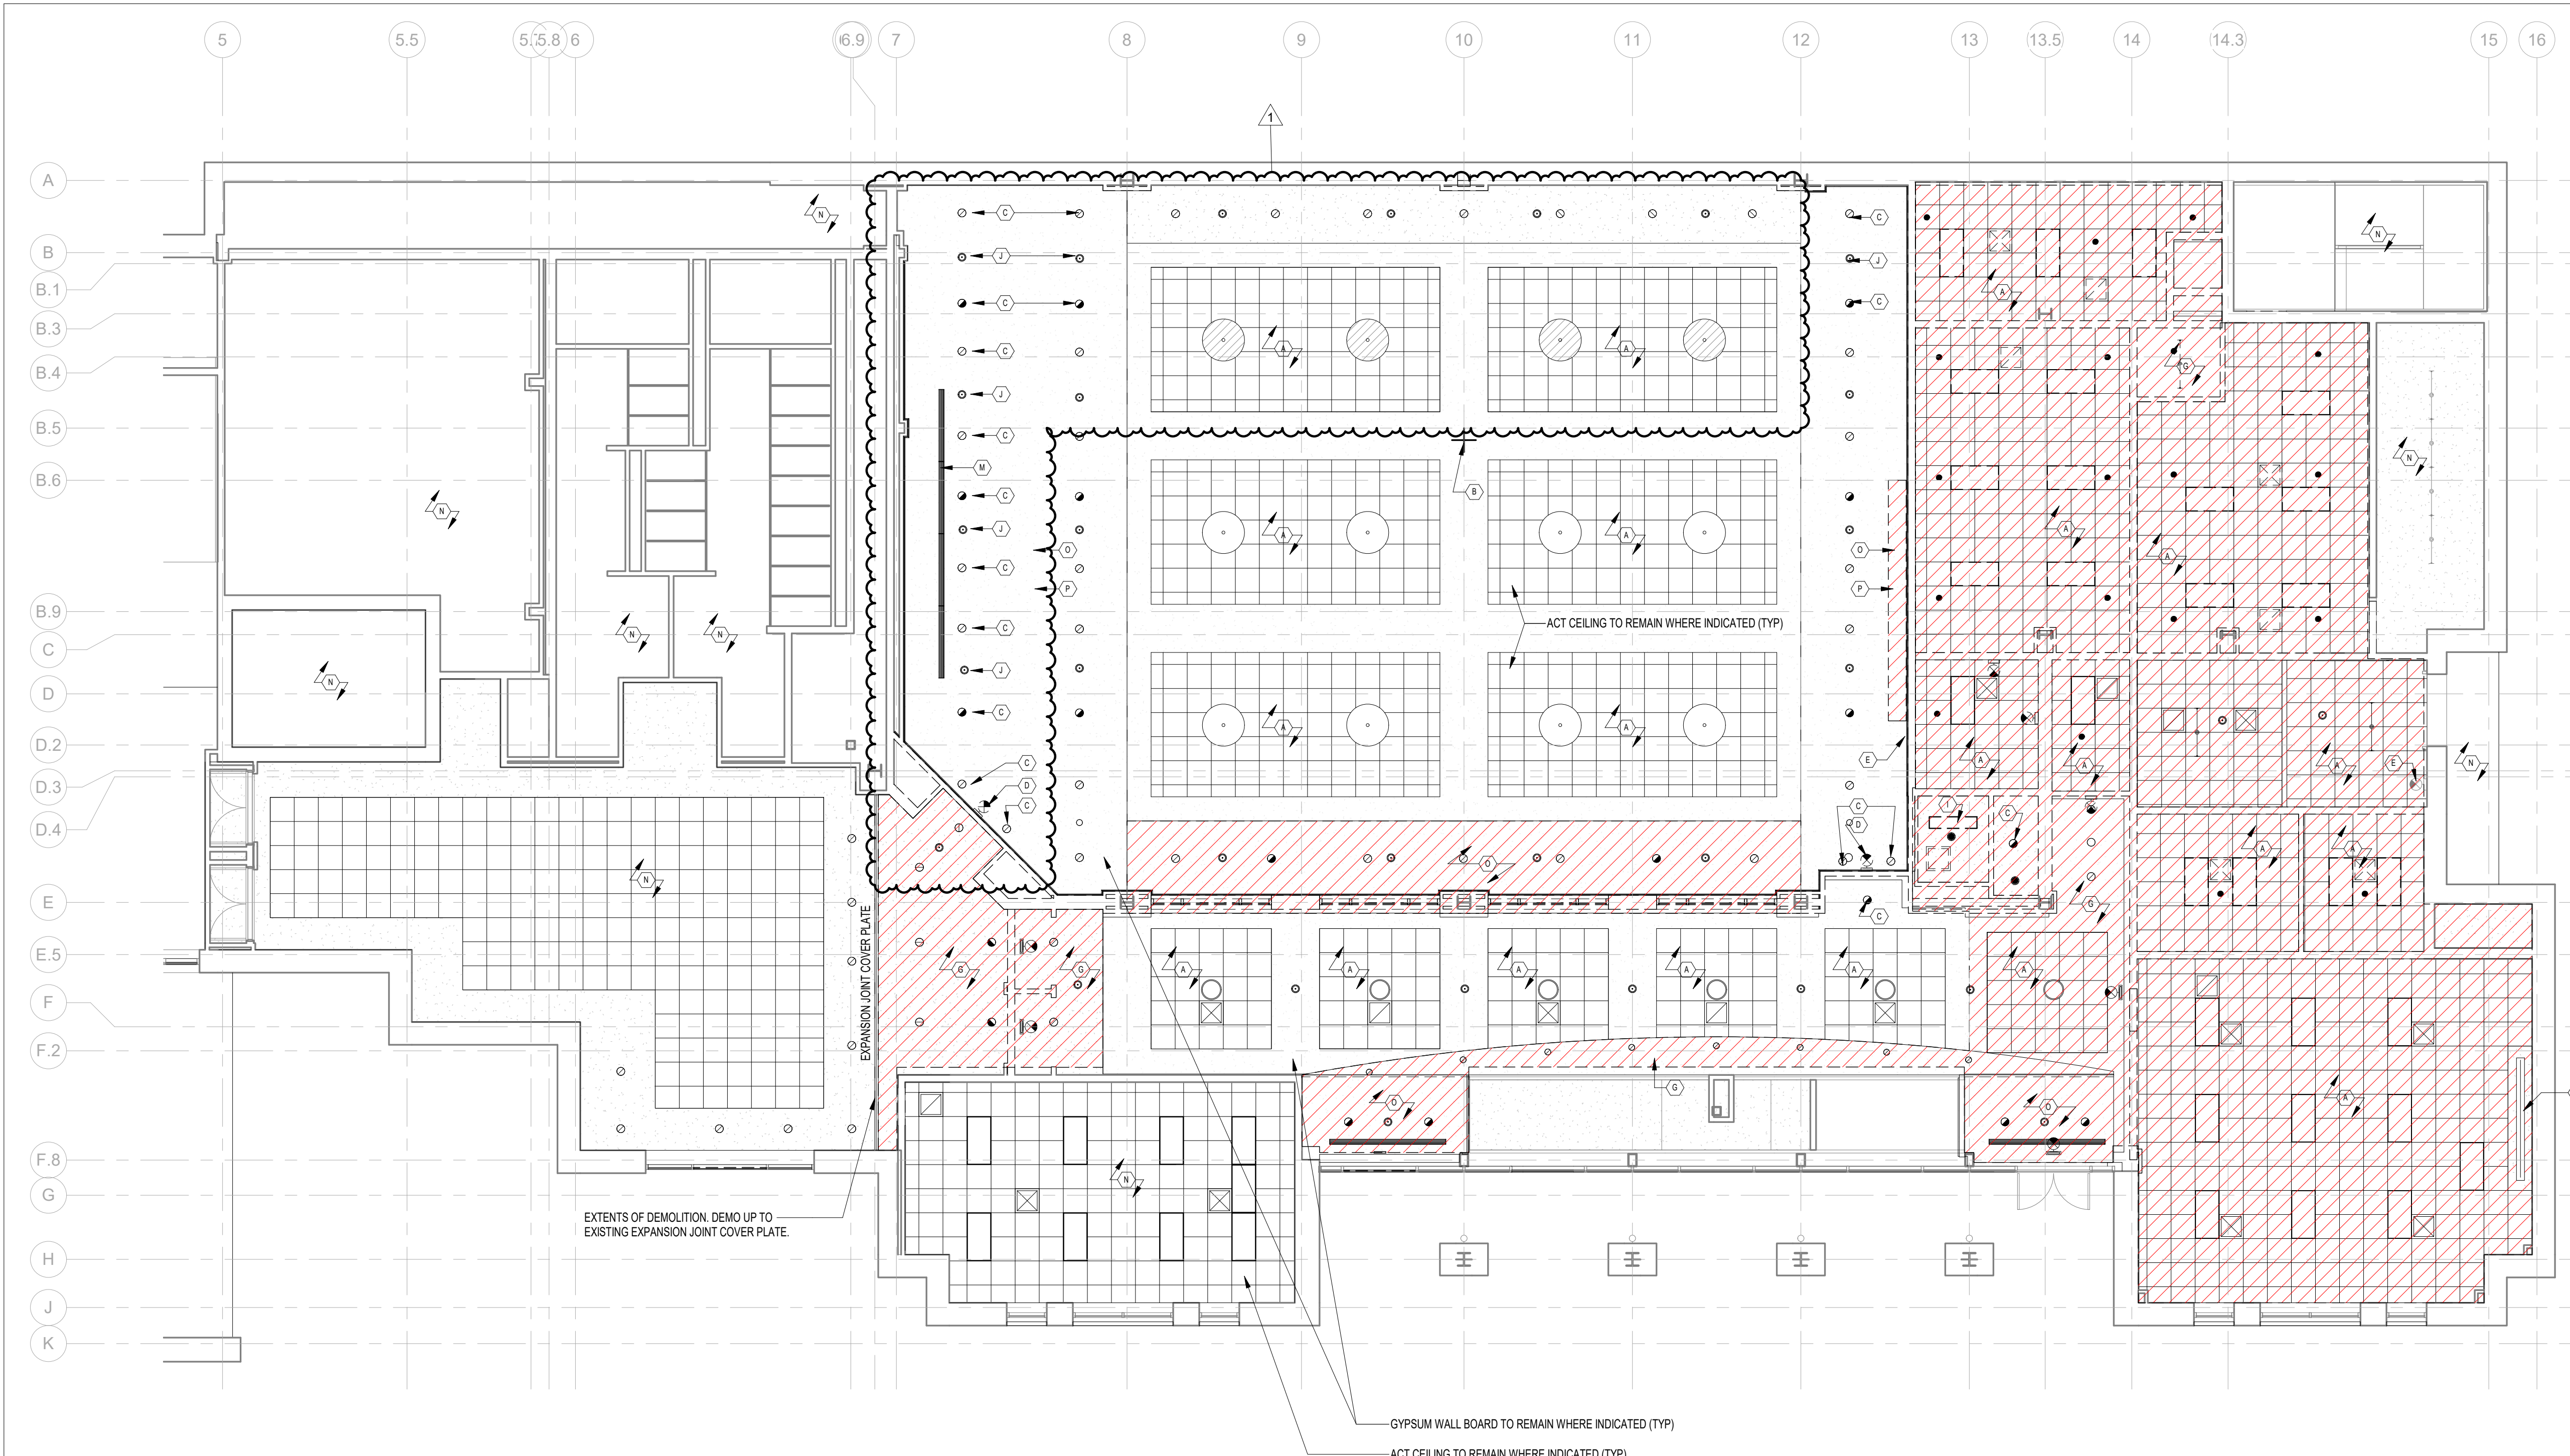 5 5.5 5.8 6 6.9 7 8 9 10 11 12 13 13.5 14 14.3 15 16
1
A
N
N
C
C
B
J
J
B.1
A
C
C
B.3
A
A
C
B.4
G
J
B.5
C
N
M
B.6
C
B
N
J
A
A
A
O
O
A
C
P
P
B.9
ACT CEILING TO REMAIN WHERE INDICATED (TYP)
C
N
N
C
J
N
D
C
D.2
A
A
E
C
A
A
A
E
N
D.3
D
C
C
I
C
D.4
D
A
A
O
N
E
G
C
EXPANSION JOINT COVER PLATE
E.5
G
G
A
A
A
A
A
A
F
F.2
G
O
O
A
F.8
N
G
EXTENTS OF DEMOLITION. DEMO UP TO
EXISTING EXPANSION JOINT COVER PLATE.
H
J
K
GYPSUM WALL BOARD TO REMAIN WHERE INDICATED (TYP)
ACT CEILING TO REMAIN WHERE INDICATED (TYP)